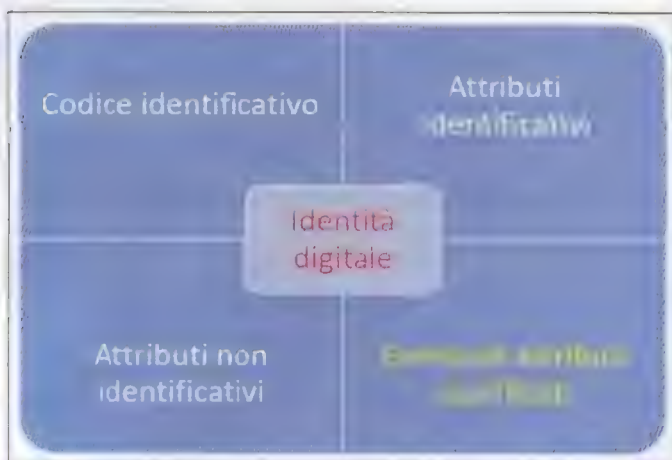 Codice identificativo
Attributi
identificativi
Identità
digitale
Attributi non
identificativi